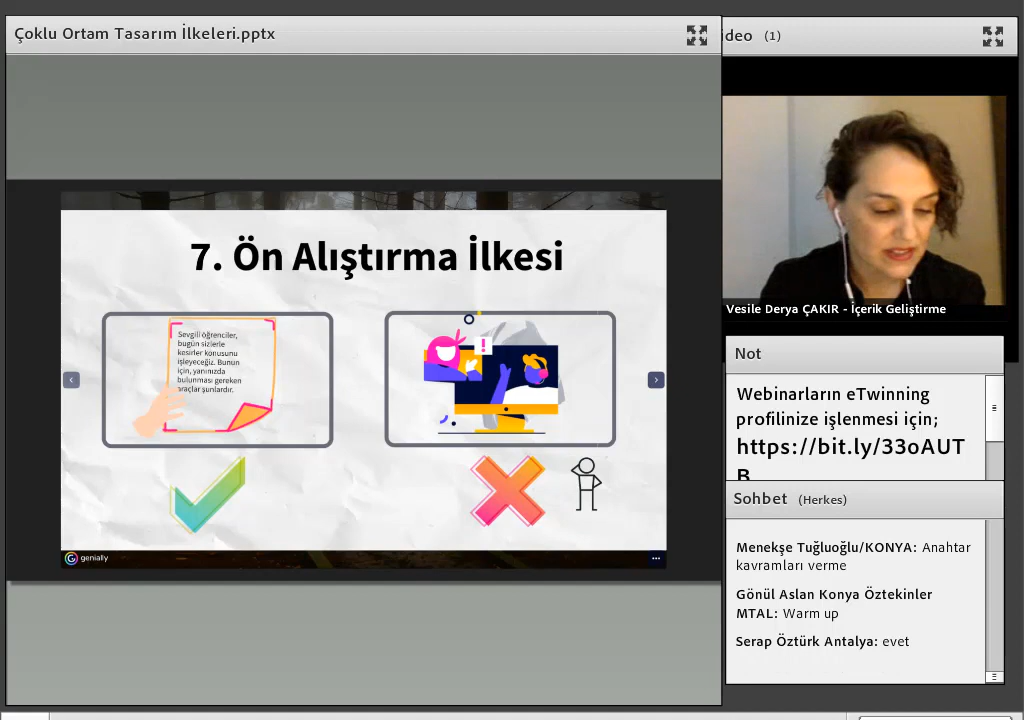 Çoklu Ortam Tasarım İlkeleri.pptx
ideo (1)
7. Ön Alıştırma İlkesi
Sevgili öğrenciler,
bugün sizlerle
kesirler konusunu
işleyeceğiz. Bunun
için, yanınızda
bulunması gereken
araçlar şunlardır.
!
genially
Vesile Derya ÇAKIR - İçerik Geliştirme
Not
Webinarların eTwinning
profilinize işlenmesi için;
https://bit.ly/33oAUT
B
Sohbet (Herkes)
Menekşe Tuğluoğlu/KONYA: Anahtar
kavramları verme
Gönül Aslan Konya Öztekinler
MTAL: Warm up
Serap Öztürk Antalya: evet